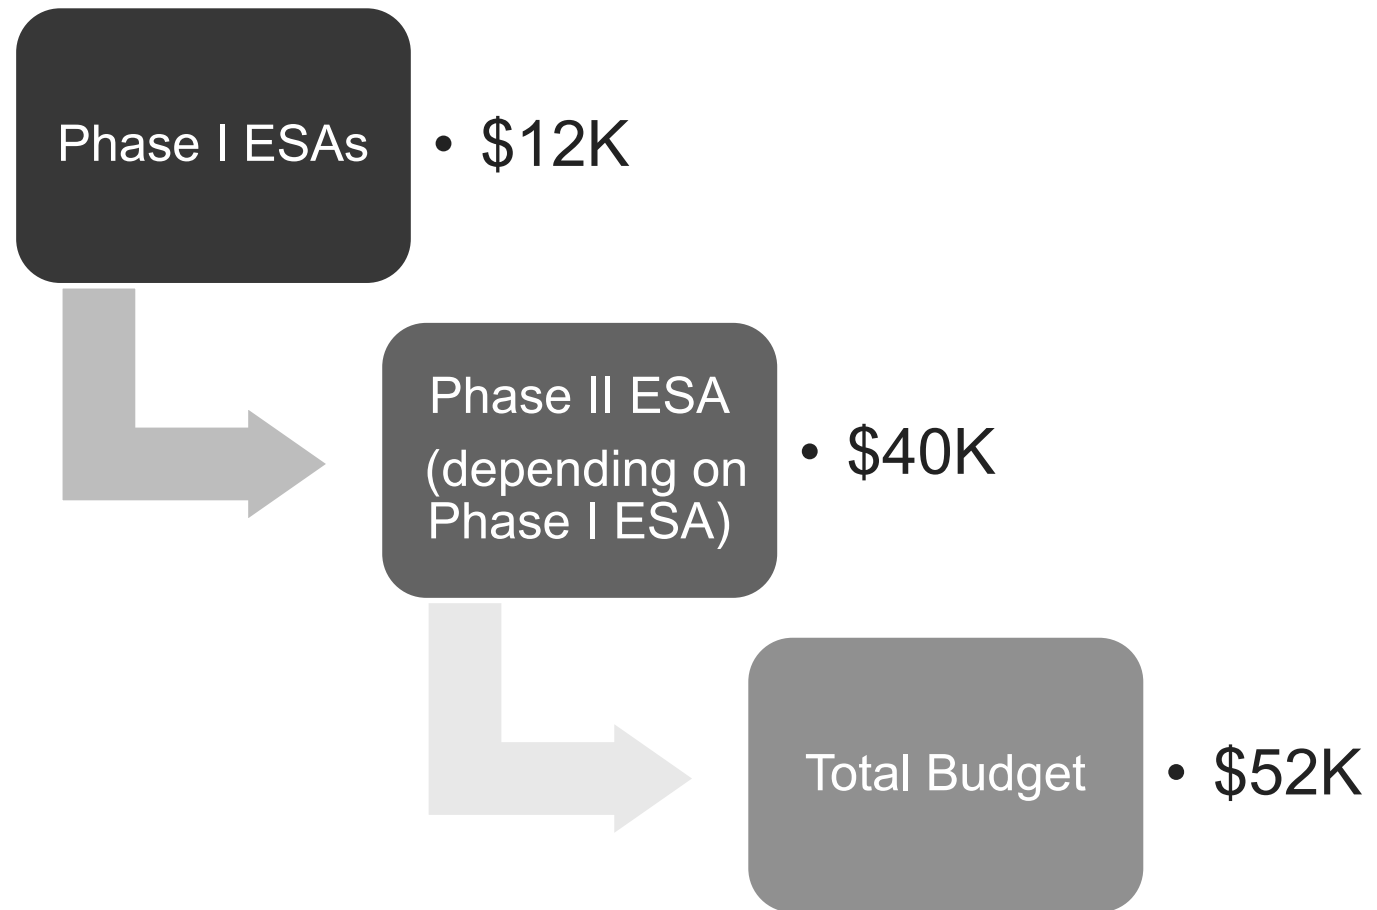 Phase I ESAs
• $12K
Phase II ESA
(depending on
Phase I ESA)
• $40K
Total Budget
• $52K